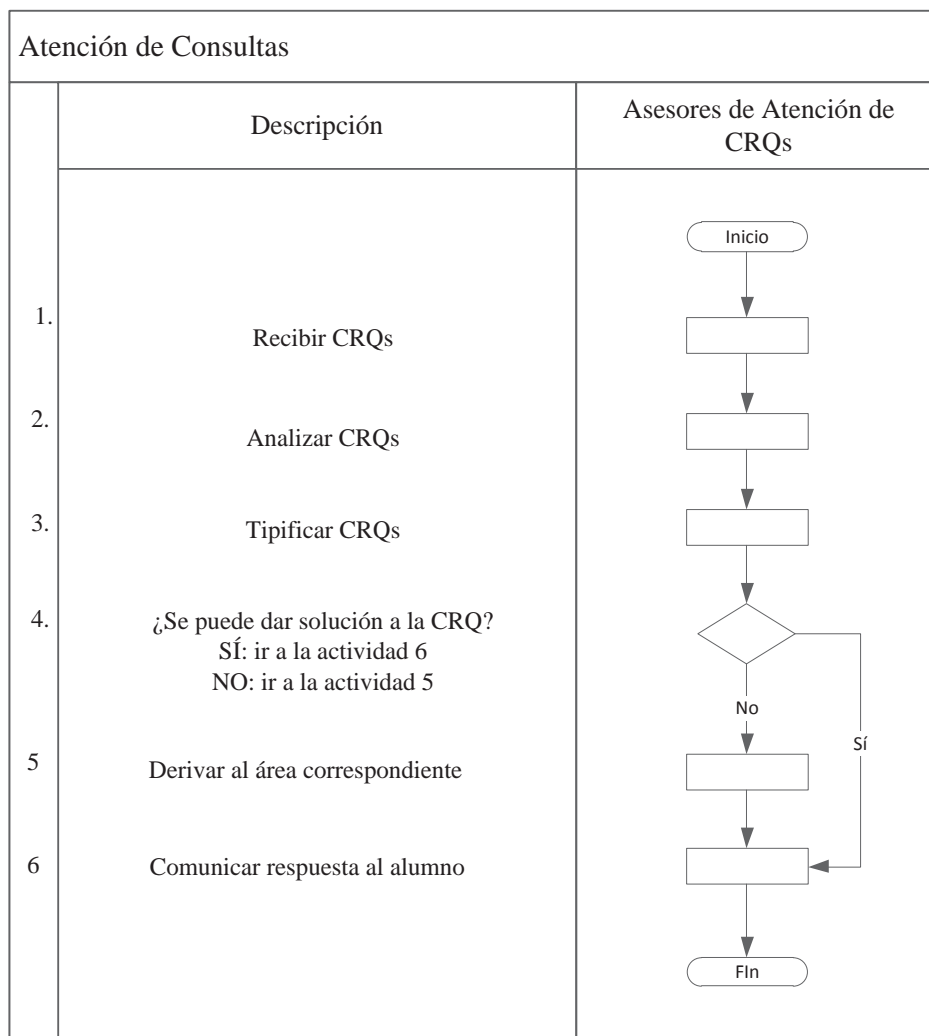 Atención de Consultas
Descripción
Asesores de Atención de
CRQs
Inicio
1.
Recibir CRQs
2.
Analizar CRQs
3.
Tipificar CRQs
4.
¿Se puede dar solución a la CRQ?
SÍ: ir a la actividad 6
NO: ir a la actividad 5
No
Sí
5
Derivar al área correspondiente
6
Comunicar respuesta al alumno
FIn